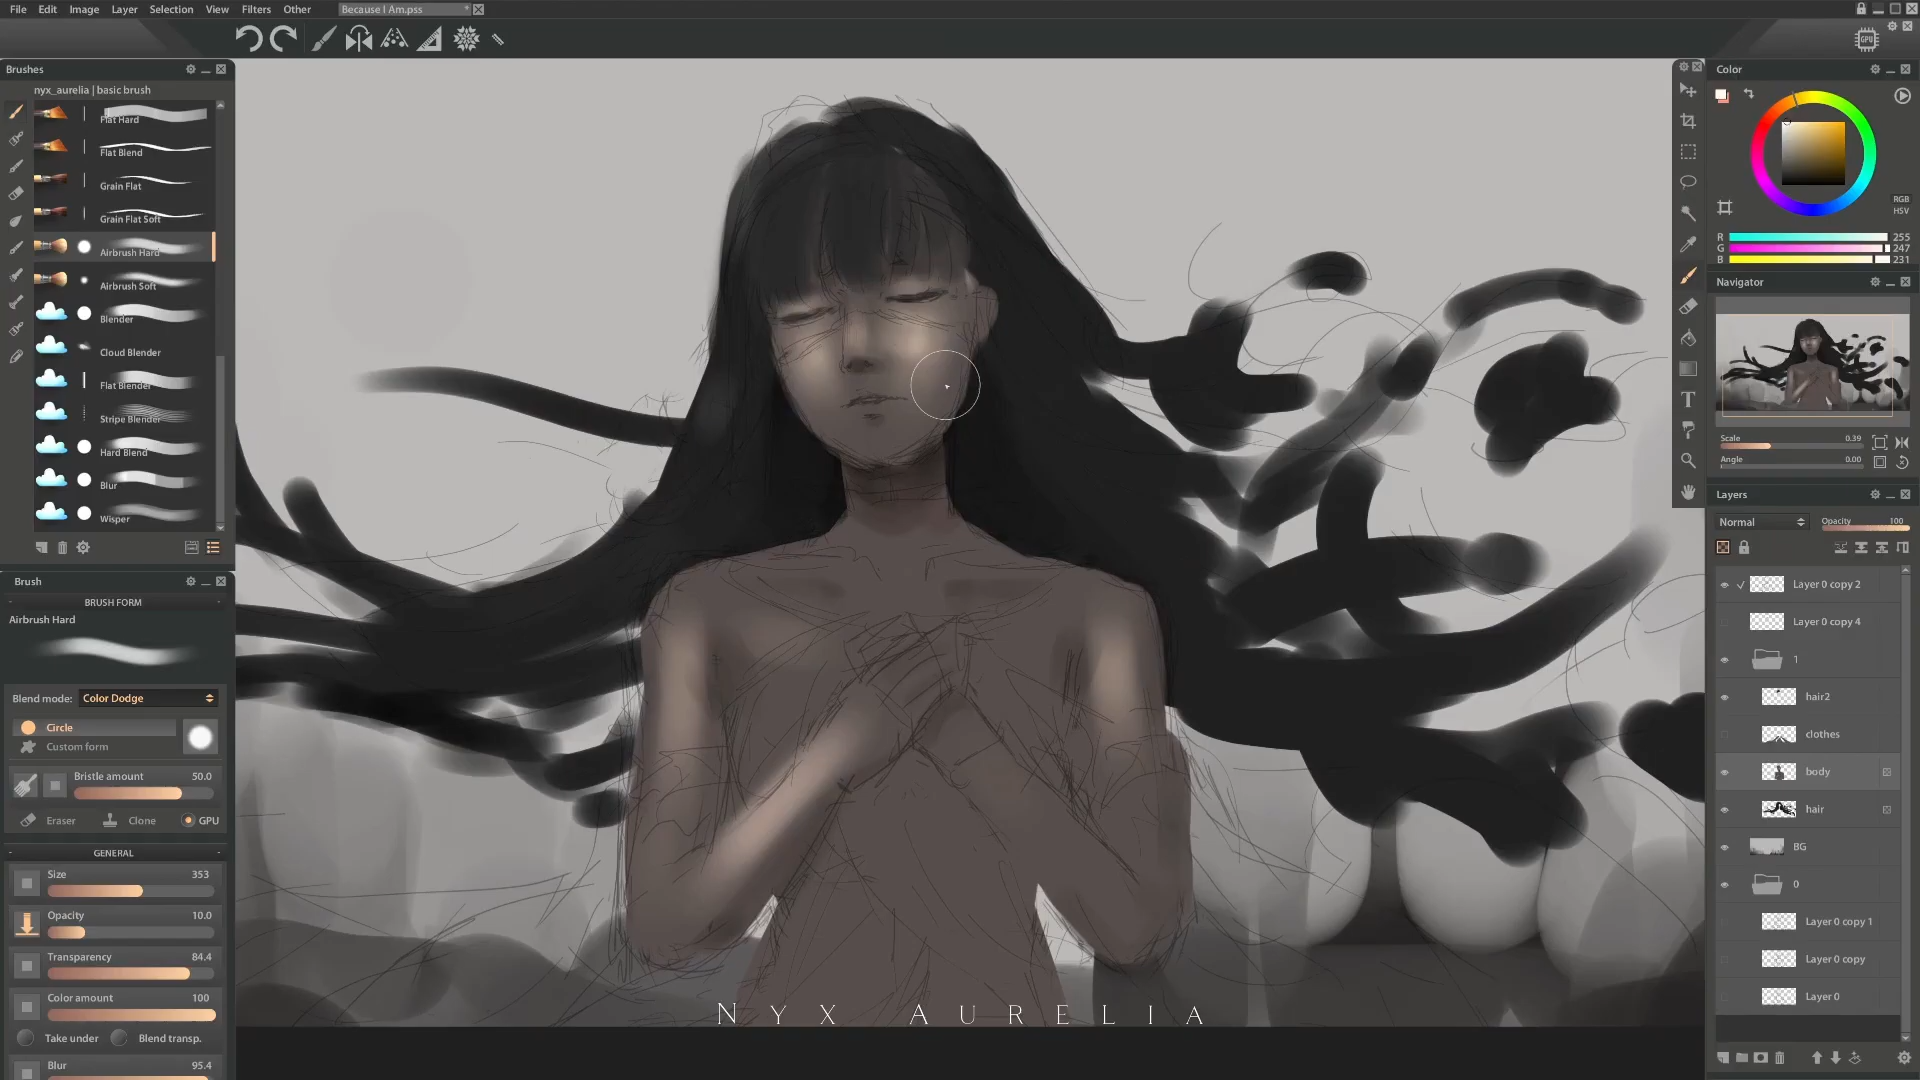 File Edit Image Layer Selection View Filters Other Because I Am.pss
GPU
Brushes
nyx_aurelia | basic brush
Flat Hard
Flat Blend
Grain Flat
Grain Flat Soft
Airbrush Hard
Airbrush Soft
Blender
Cloud Blender
Flat Blender
Stripe Blender
Hard Blend
Blur
Wisper
Brush
BRUSH FORM
Airbrush Hard
Blend mode: Color Dodge
Circle
Custom form
Bristle amount 50.0
Eraser Clone GPU
GENERAL
Size 353
Opacity 10.0
Transparency 84.4
Color amount 100
Take under Blend transp.
Blur 95.4
NYX AURELIA
T
Color
RGB
HSV
R 255
G 247
B 231
Navigator
Scale 0.39
Angle 0.00
Layers
Normal Opacity 100
Layer 0 copy 2
Layer 0 copy 4
1
hair2
clothes
body
hair
BG
0
Layer 0 copy 1
Layer 0 copy
Layer 0